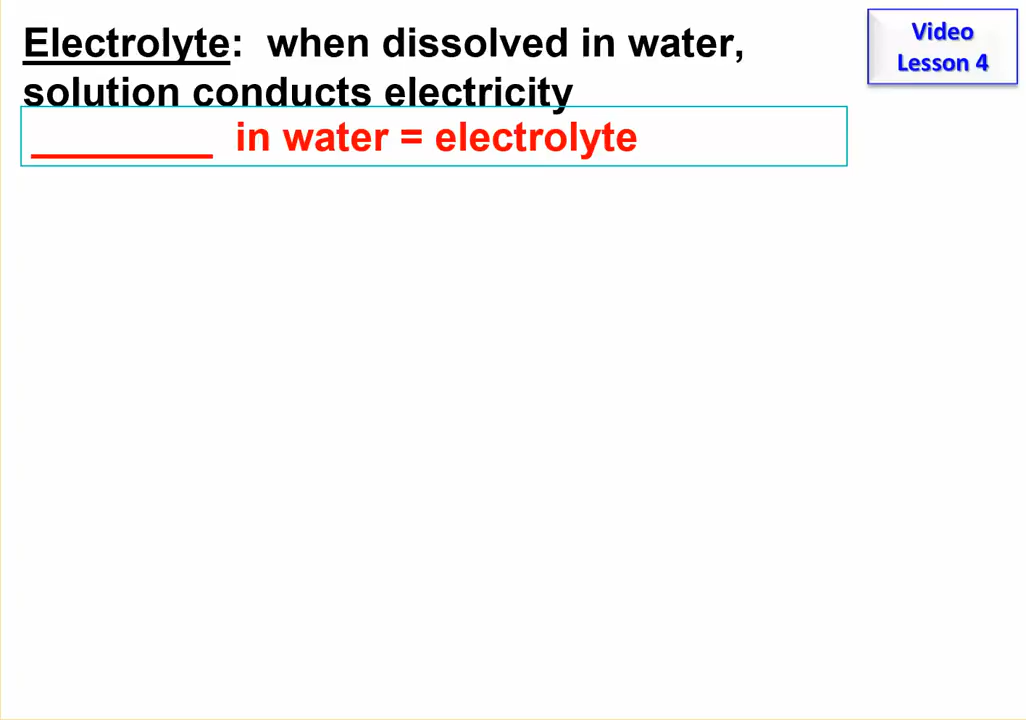 Electrolyte: when dissolved in water,
solution conducts electricity
________ in water = electrolyte
Video
Lesson 4